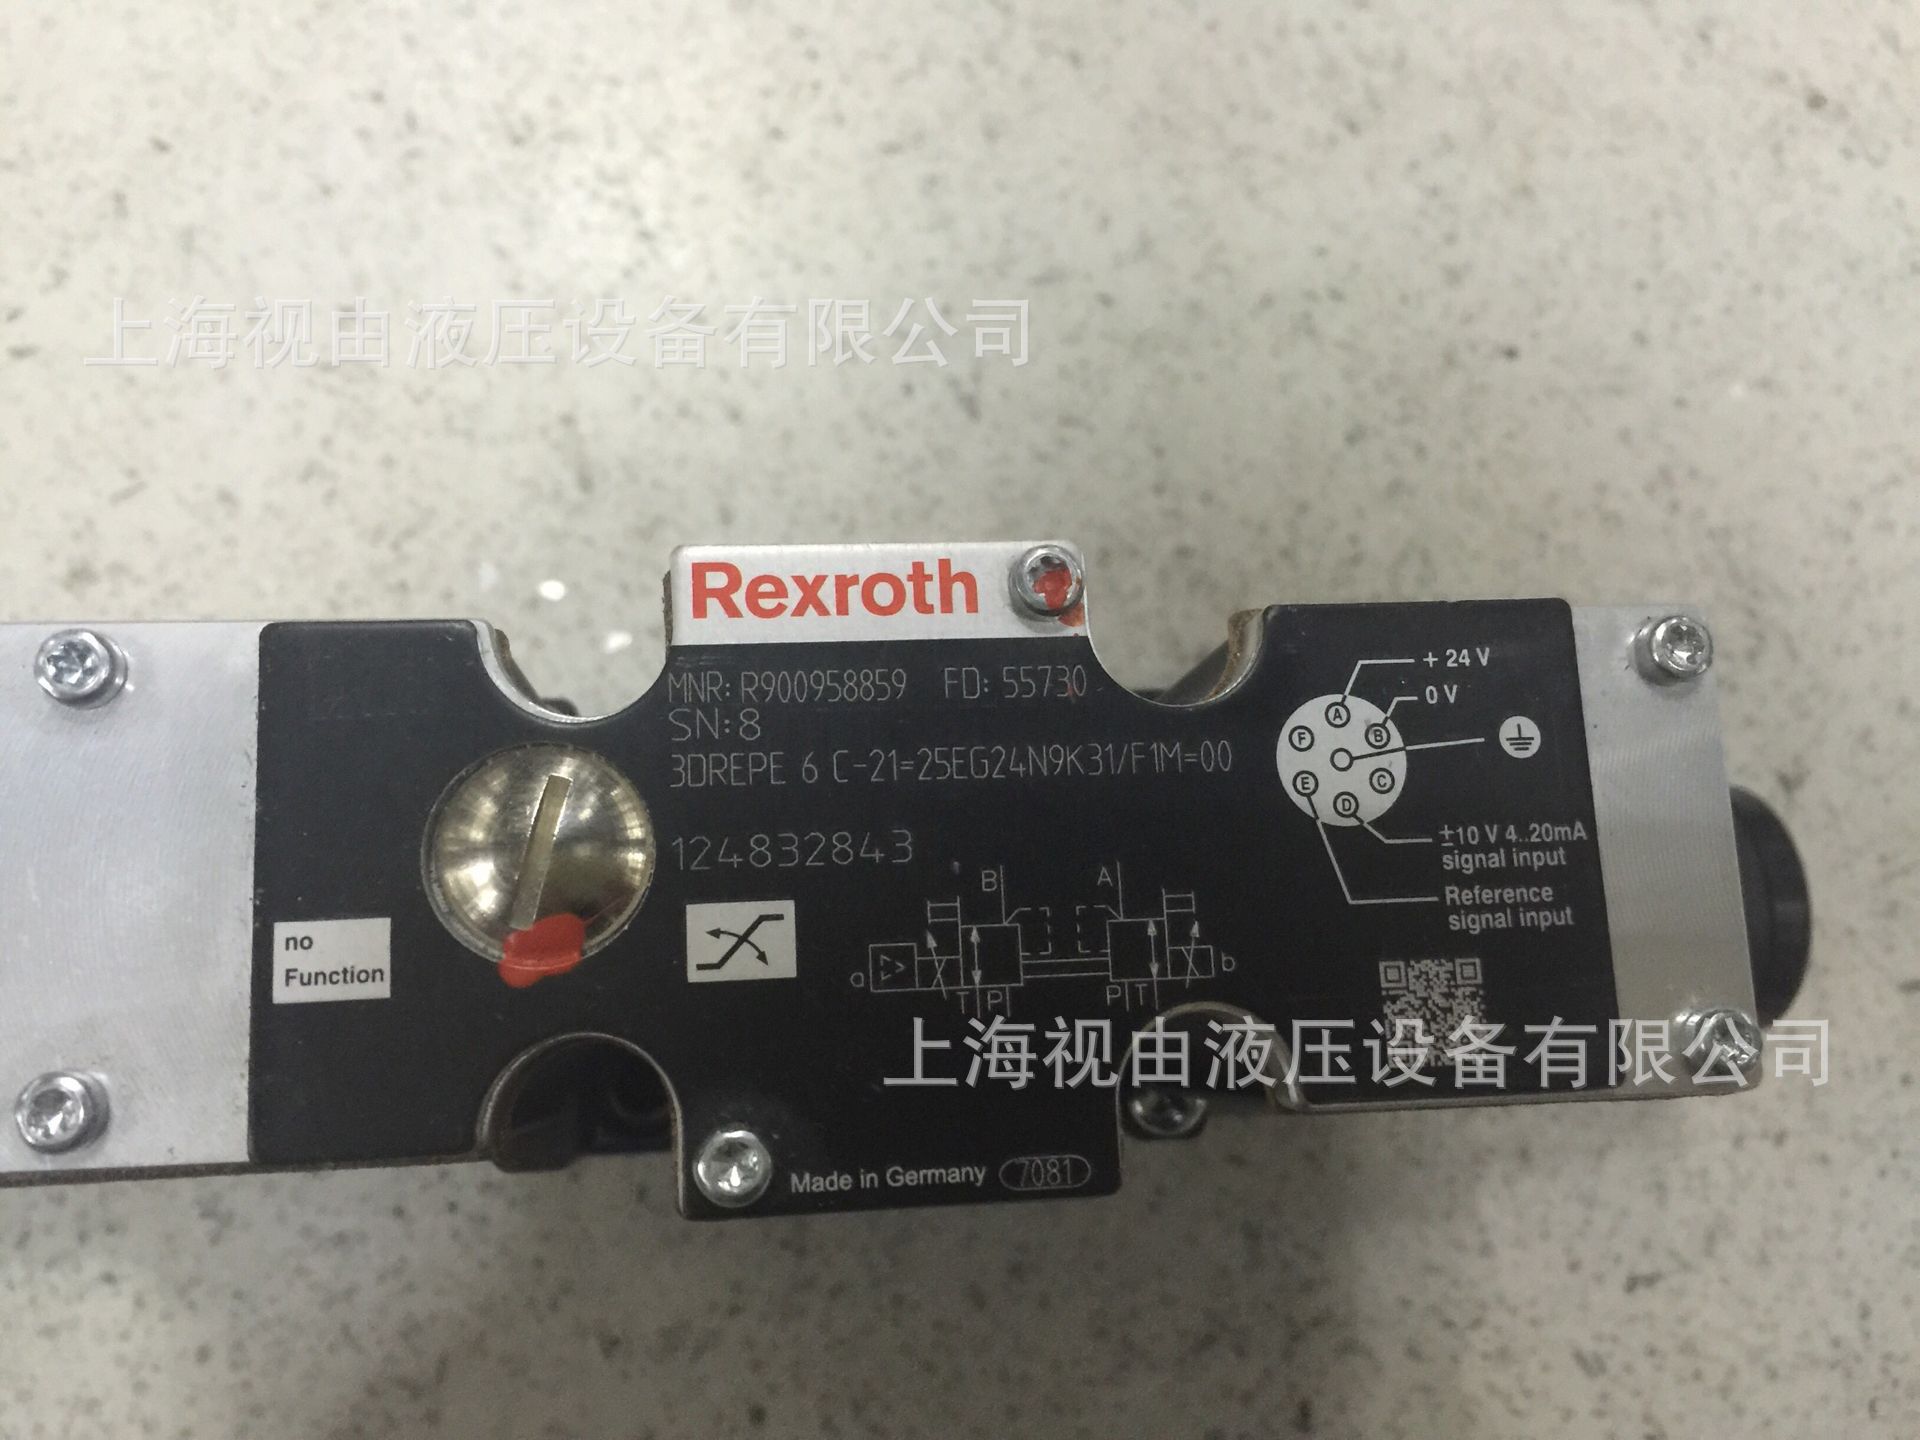 上海视由液压设备有限公司
Rexroth
MNR: R900958859 FD: 55730
SN: 8
3DREPE 6 C-21=25EG24N9K31/F1M=00
124832843
no
Function
B A
a b
T P P T
+ 24 V
0 V
A
B
F
E
C
D
±10 V 4..20mA
signal input
Reference
signal input
上海视由液压设备有限公司
Made in Germany 7081